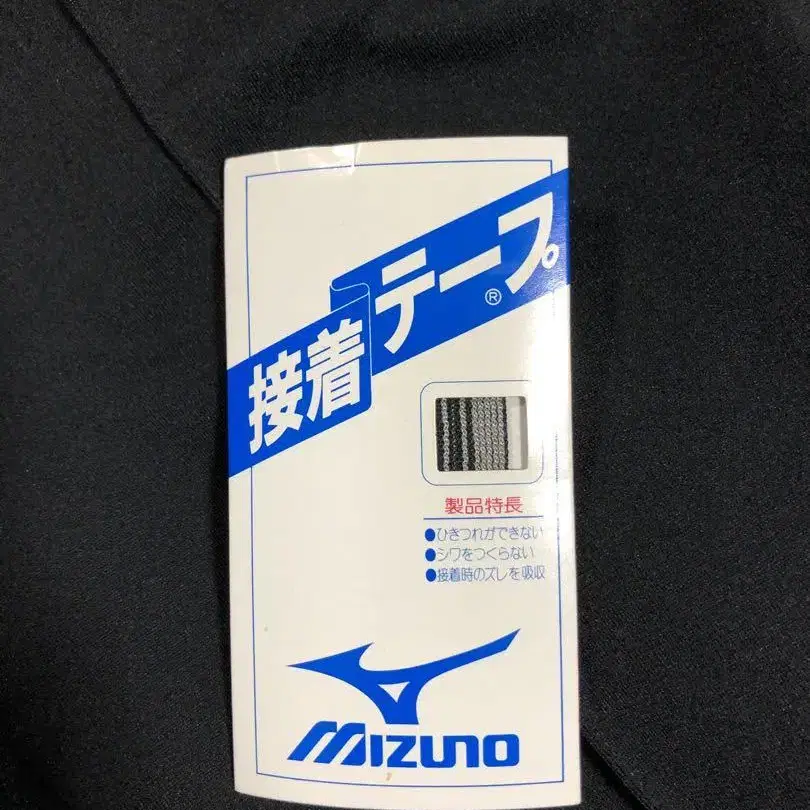 接着テープ®
製品特長
●ひきつれができない
●シワをつくらない
●接着時のズレを吸収
MIZUNO